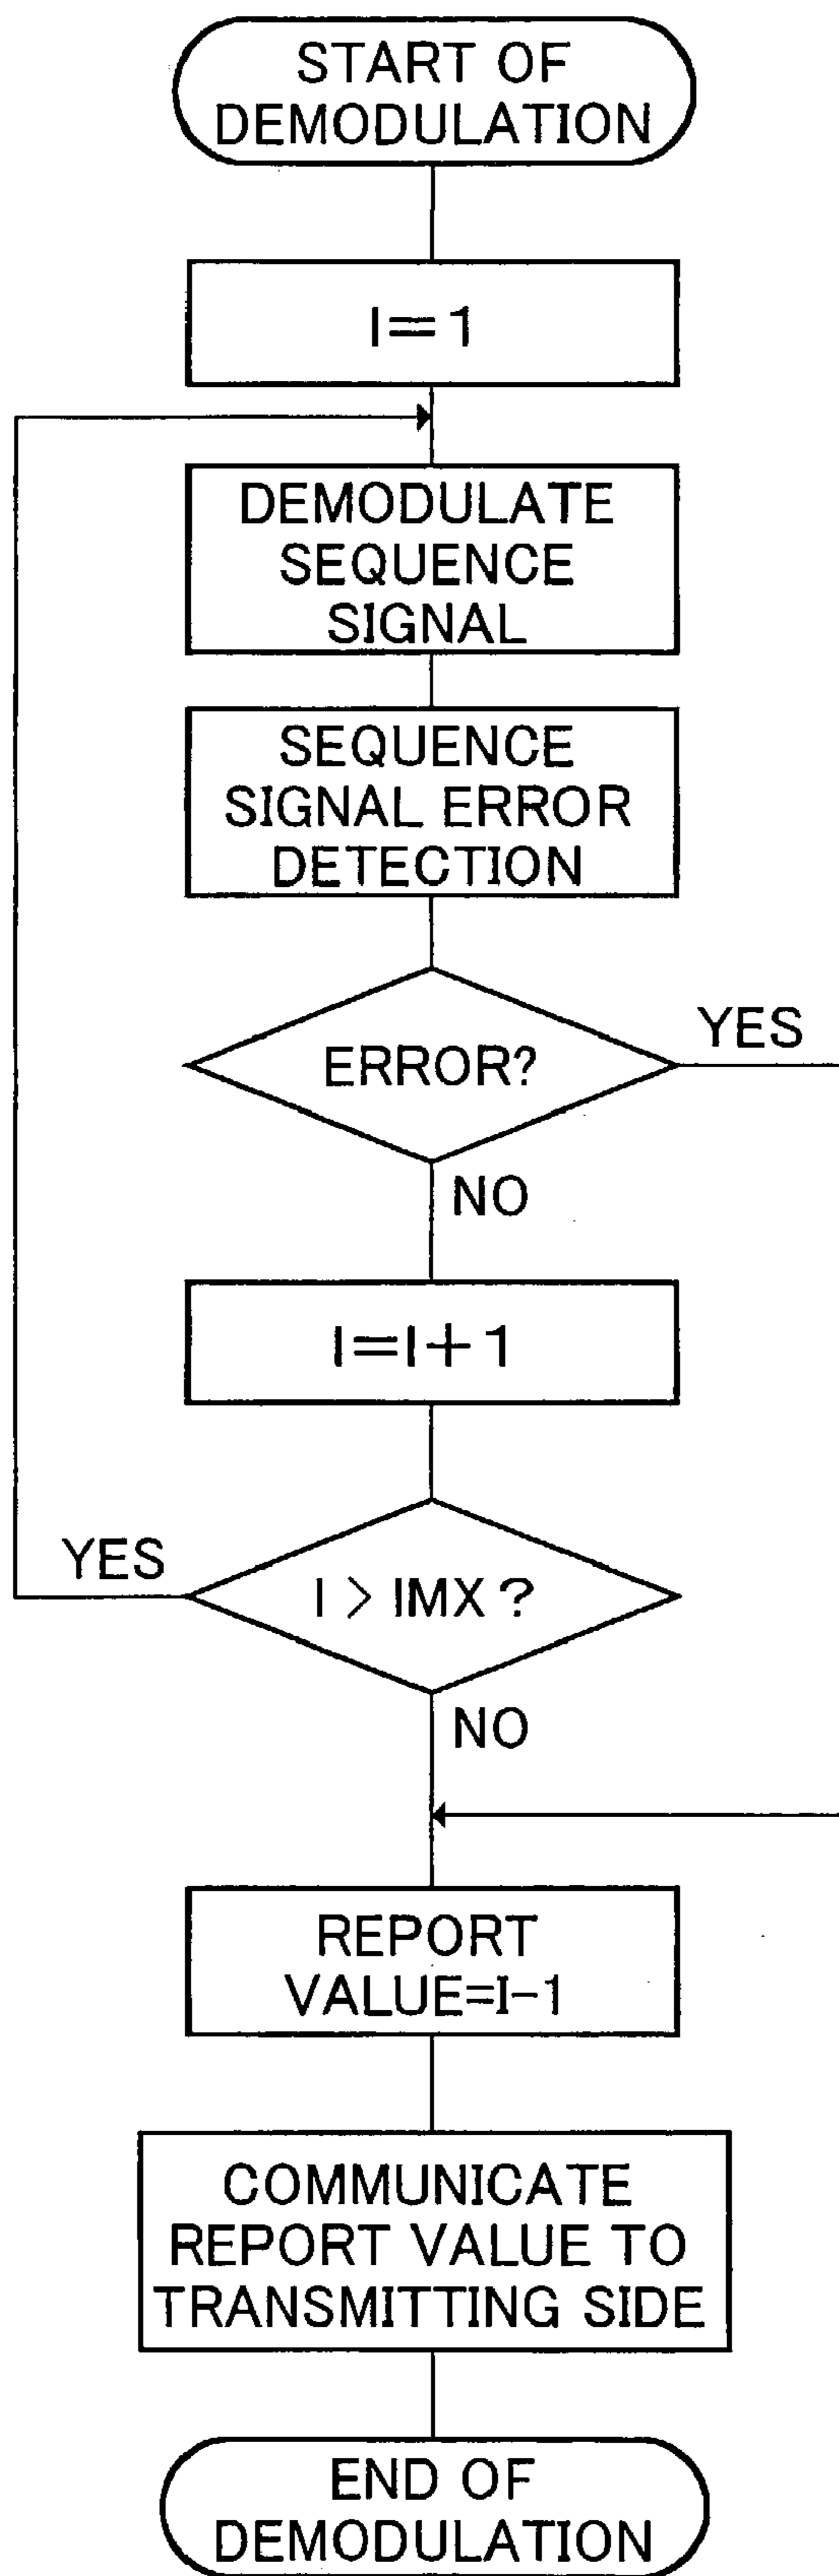 START OF
DEMODULATION
I=1
DEMODULATE
SEQUENCE
SIGNAL
SEQUENCE
SIGNAL ERROR
DETECTION
ERROR?
YES
NO
I=I+1
YES
I > IMX ?
NO
REPORT
VALUE=I-1
COMMUNICATE
REPORT VALUE TO
TRANSMITTING SIDE
END OF
DEMODULATION